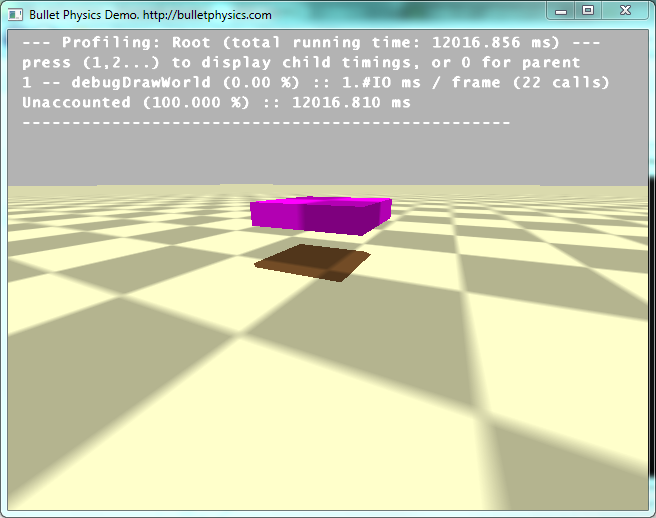 Bullet Physics Demo. http://bulletphysics.com
--- Profiling: Root (total running time: 12016.856 ms) ---
press (1,2...) to display child timings, or 0 for parent
1 -- debugDrawWorld (0.00 %) :: 1.#IO ms / frame (22 calls)
Unaccounted (100.000 %) :: 12016.810 ms
-------------------------------------------------